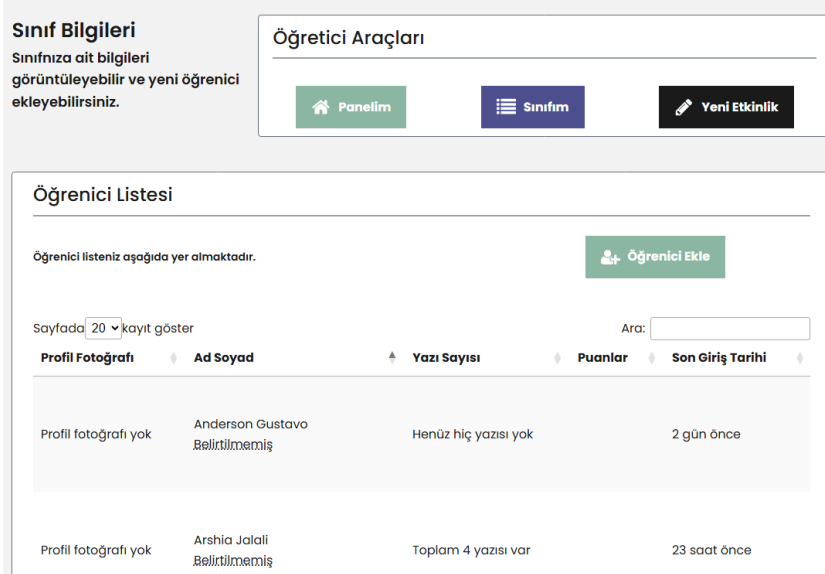 Sınıf Bilgileri
Sınıfnıza ait bilgileri
görüntüleyebilir ve yeni öğrenici
ekleyebilirsiniz.
Öğretici Araçları
Panelim
Sınıfım
Yeni Etkinlik
Öğrenici Listesi
Öğrenici listeniz aşağıda yer almaktadır.
Öğrenici Ekle
Sayfada 20 kayıt göster
Ara:
Profil Fotoğrafı Ad Soyad Yazı Sayısı Puanlar Son Giriş Tarihi
Anderson Gustavo
Profil fotoğrafı yok Henüz hiç yazısı yok 2 gün önce
Belirtilmemiş
Arshia Jalali
Profil fotoğrafı yok Toplam 4 yazısı var 23 saat önce
Belirtilmemiş